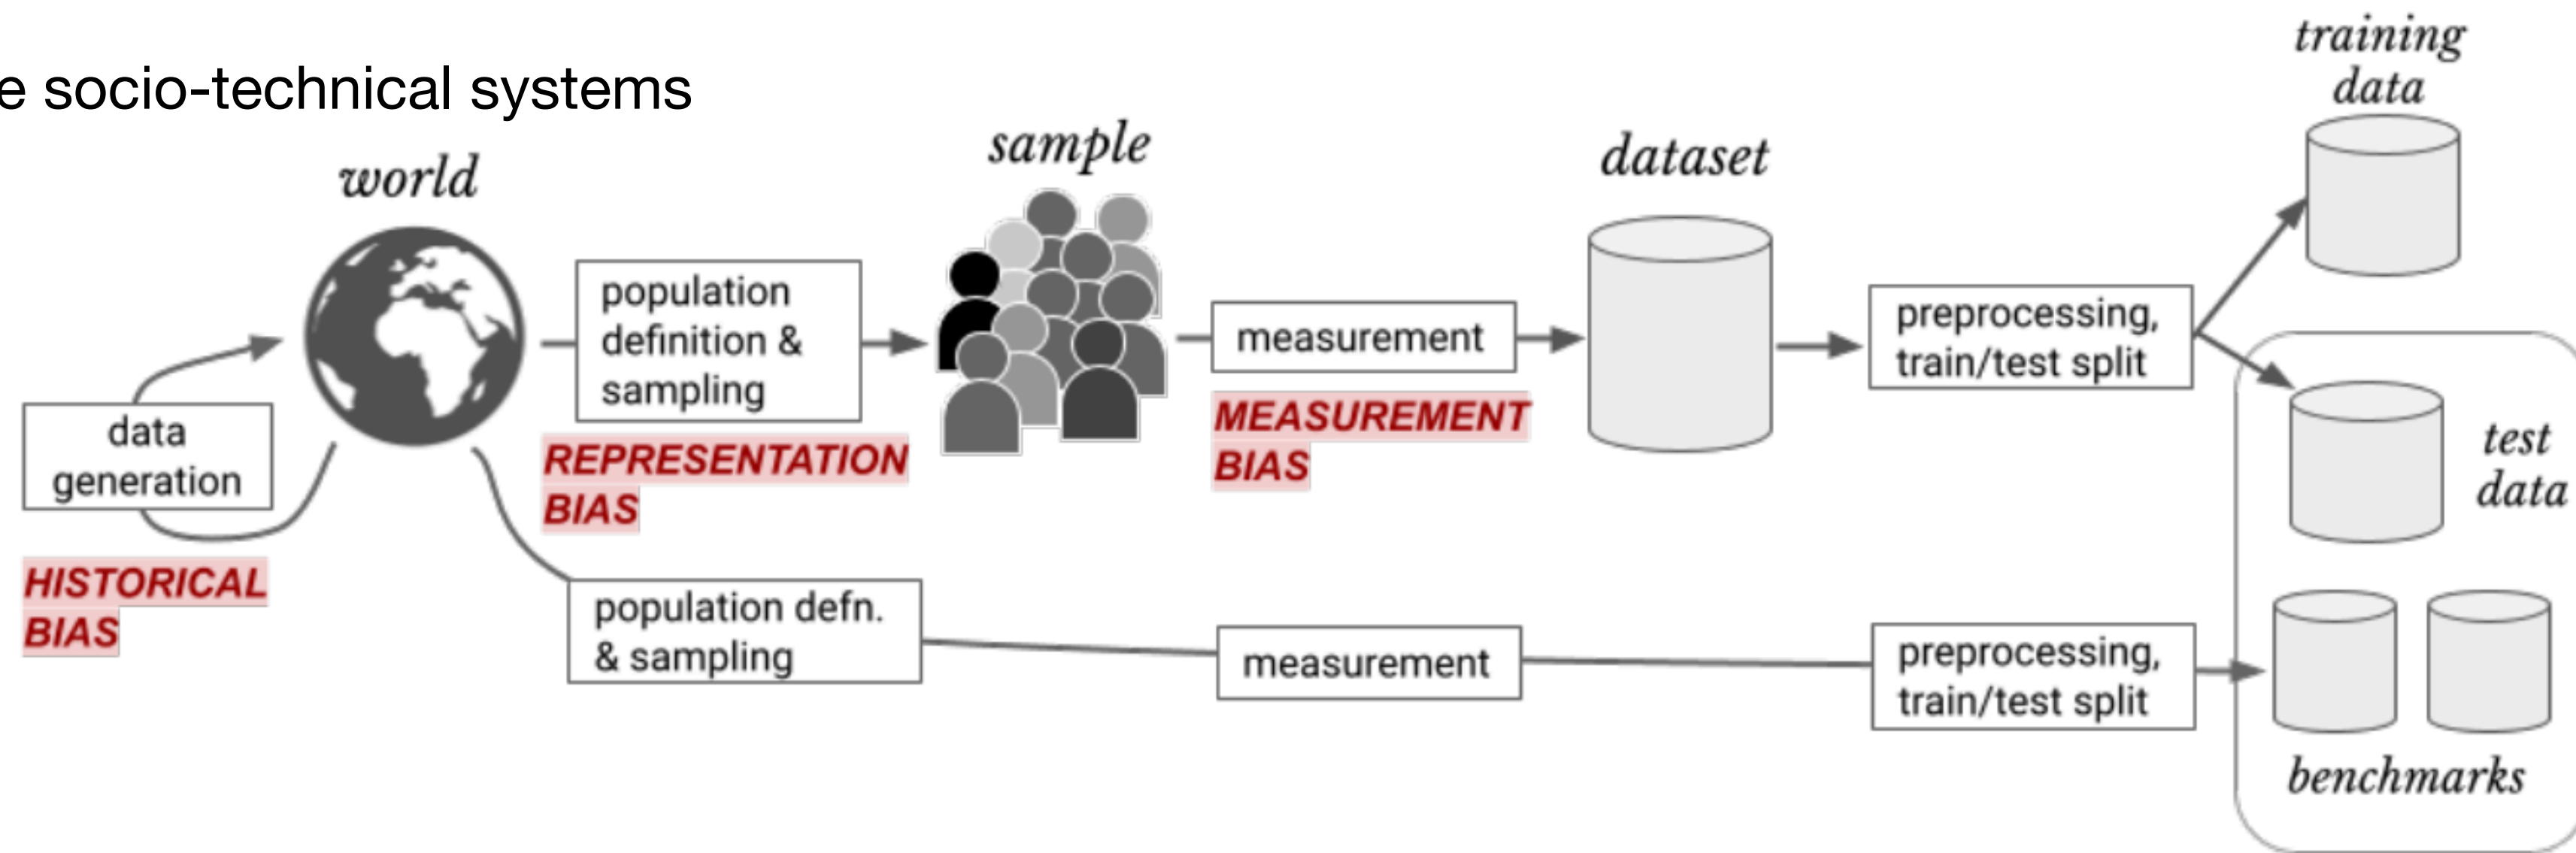 e socio-technical systems
training
data
world
sample
dataset
population
definition &
sampling
measurement
preprocessing,
train/test split
data
generation
REPRESENTATION
BIAS
MEASUREMENT
BIAS
test
data
HISTORICAL
BIAS
population defn.
& sampling
measurement
preprocessing,
train/test split
benchmarks